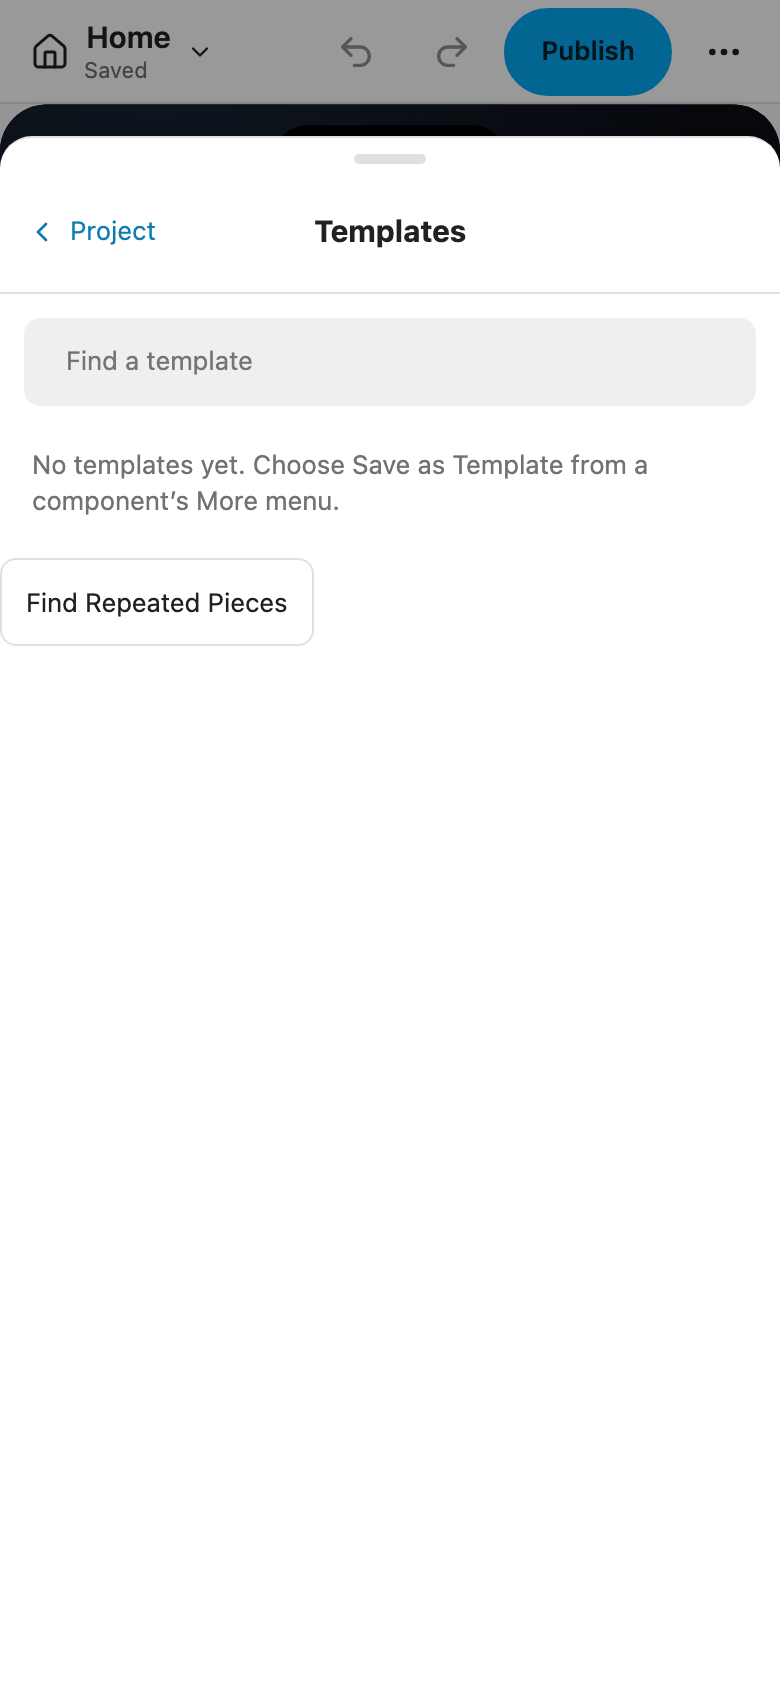 Home
Saved
Publish
Project
Templates
Find a template
No templates yet. Choose Save as Template from a
component’s More menu.
Find Repeated Pieces